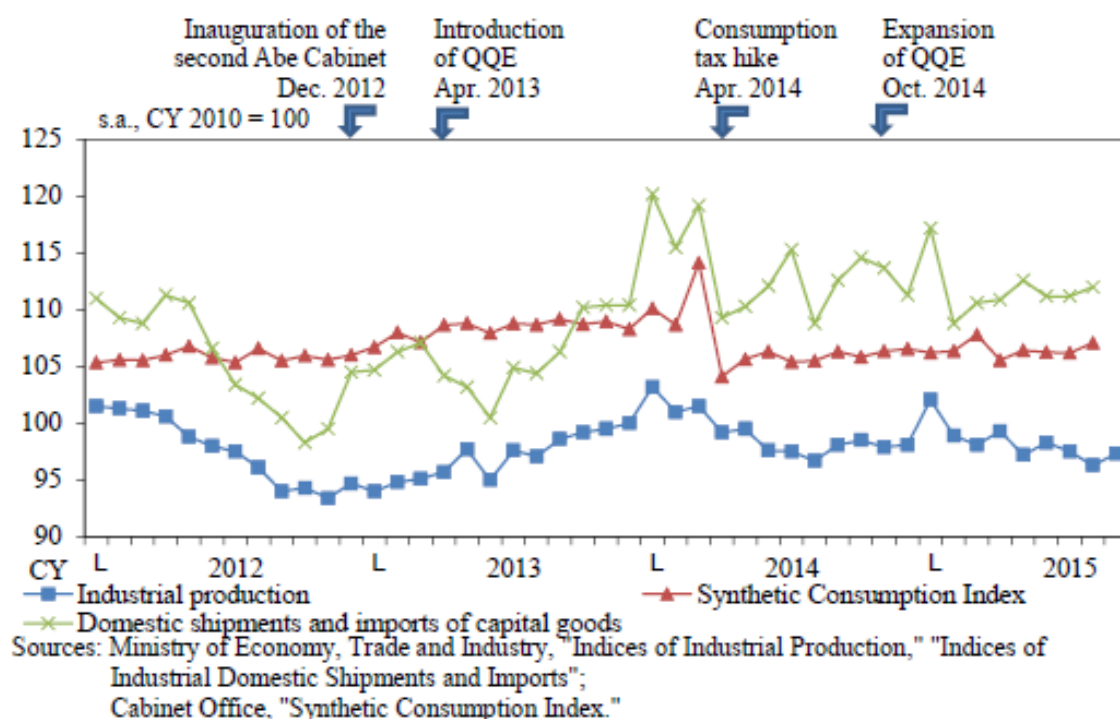 Inauguration of the
second Abe Cabinet
Dec. 2012
Introduction
of QQE
Apr. 2013
Consumption
tax hike
Apr. 2014
Expansion
of QQE
Oct. 2014
s.a., CY 2010 = 100
125
120
115
110
105
100
95
90
CY
2012
2013
2014
2015
Industrial production
Synthetic Consumption Index
Domestic shipments and imports of capital goods
Sources: Ministry of Economy, Trade and Industry, "Indices of Industrial Production," "Indices of
Industrial Domestic Shipments and Imports";
Cabinet Office, "Synthetic Consumption Index."